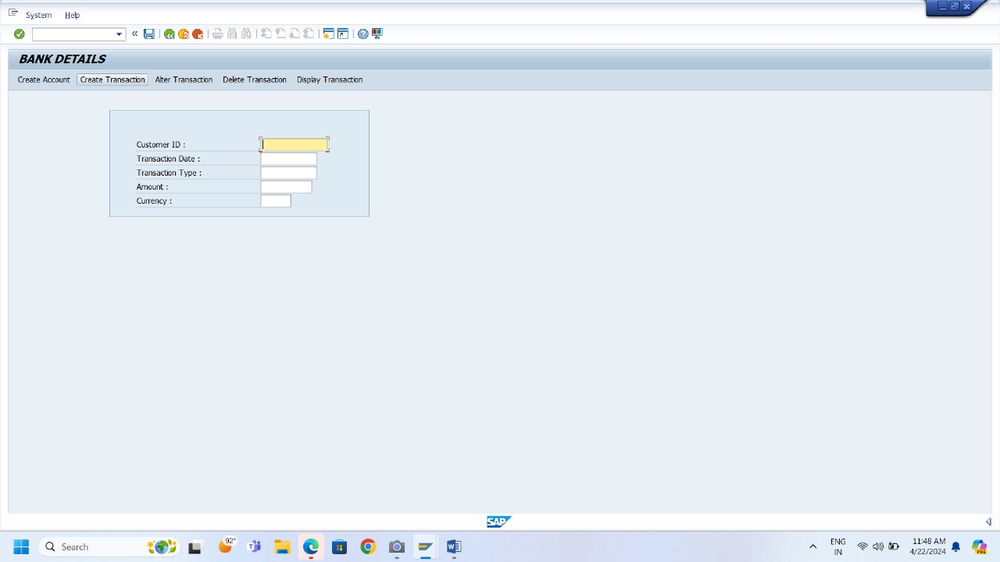 System Help
«
BANK DETAILS
Create Account Create Transaction Alter Transaction Delete Transaction Display Transaction
Customer ID :
Transaction Date :
Transaction Type :
Amount :
Currency :
SAP
Search
92°
ENG
IN
11:48 AM
4/22/2024
PRE